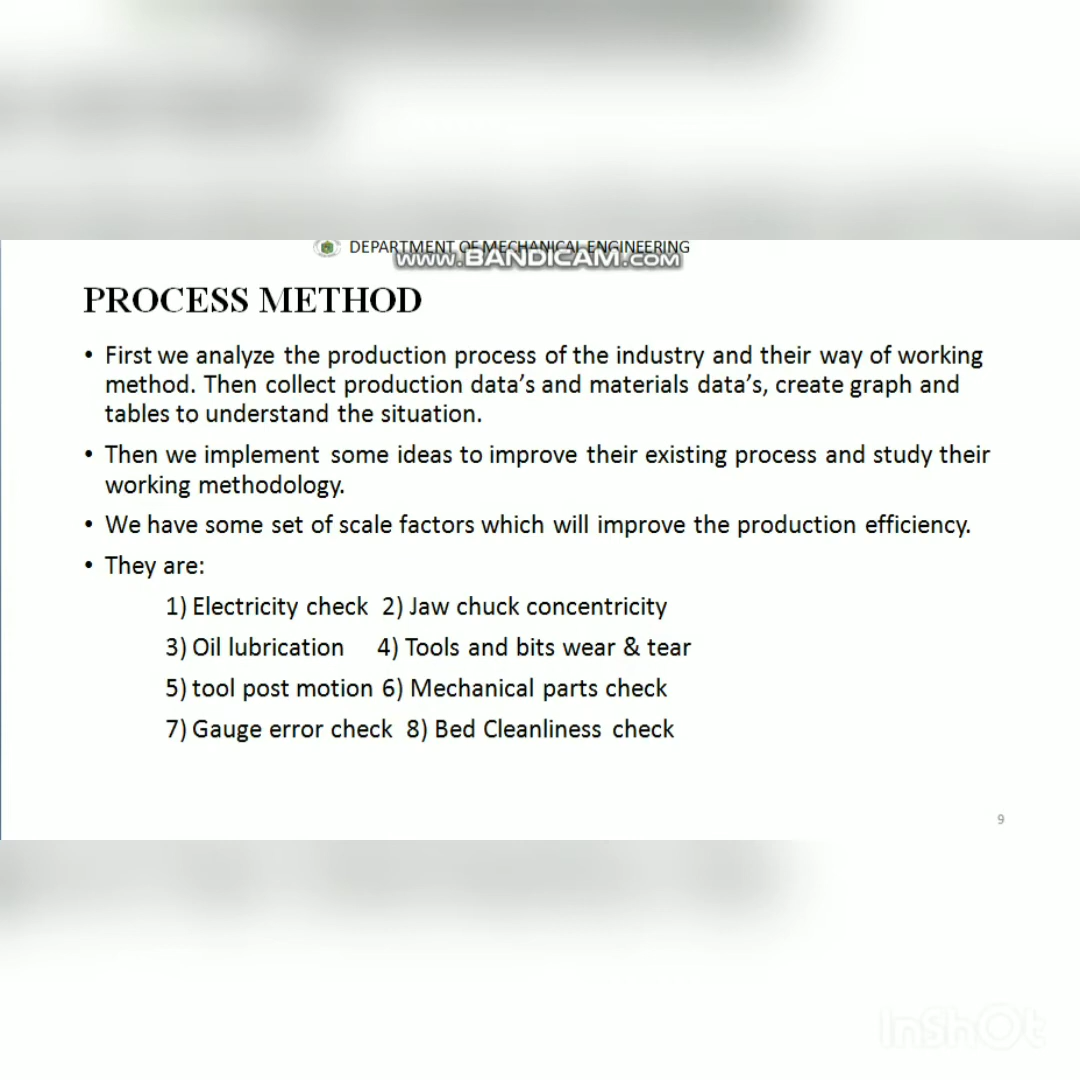 DEPARTMENT OF MECHANICAL ENGINEERING
WWW.BANDICAM.COM
PROCESS METHOD
• First we analyze the production process of the industry and their way of working
method. Then collect production data's and materials data's, create graph and
tables to understand the situation.
• Then we implement some ideas to improve their existing process and study their
working methodology.
• We have some set of scale factors which will improve the production efficiency.
• They are:
1) Electricity check 2) Jaw chuck concentricity
3) Oil lubrication 4) Tools and bits wear & tear
5) tool post motion 6) Mechanical parts check
7) Gauge error check 8) Bed Cleanliness check
9
InShOt